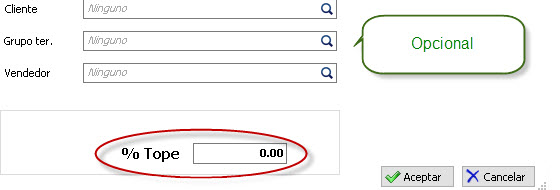 Cliente Ninguno
Grupo ter. Ninguno
Opcional
Vendedor Ninguno
% Tope 0.00
Aceptar Cancelar